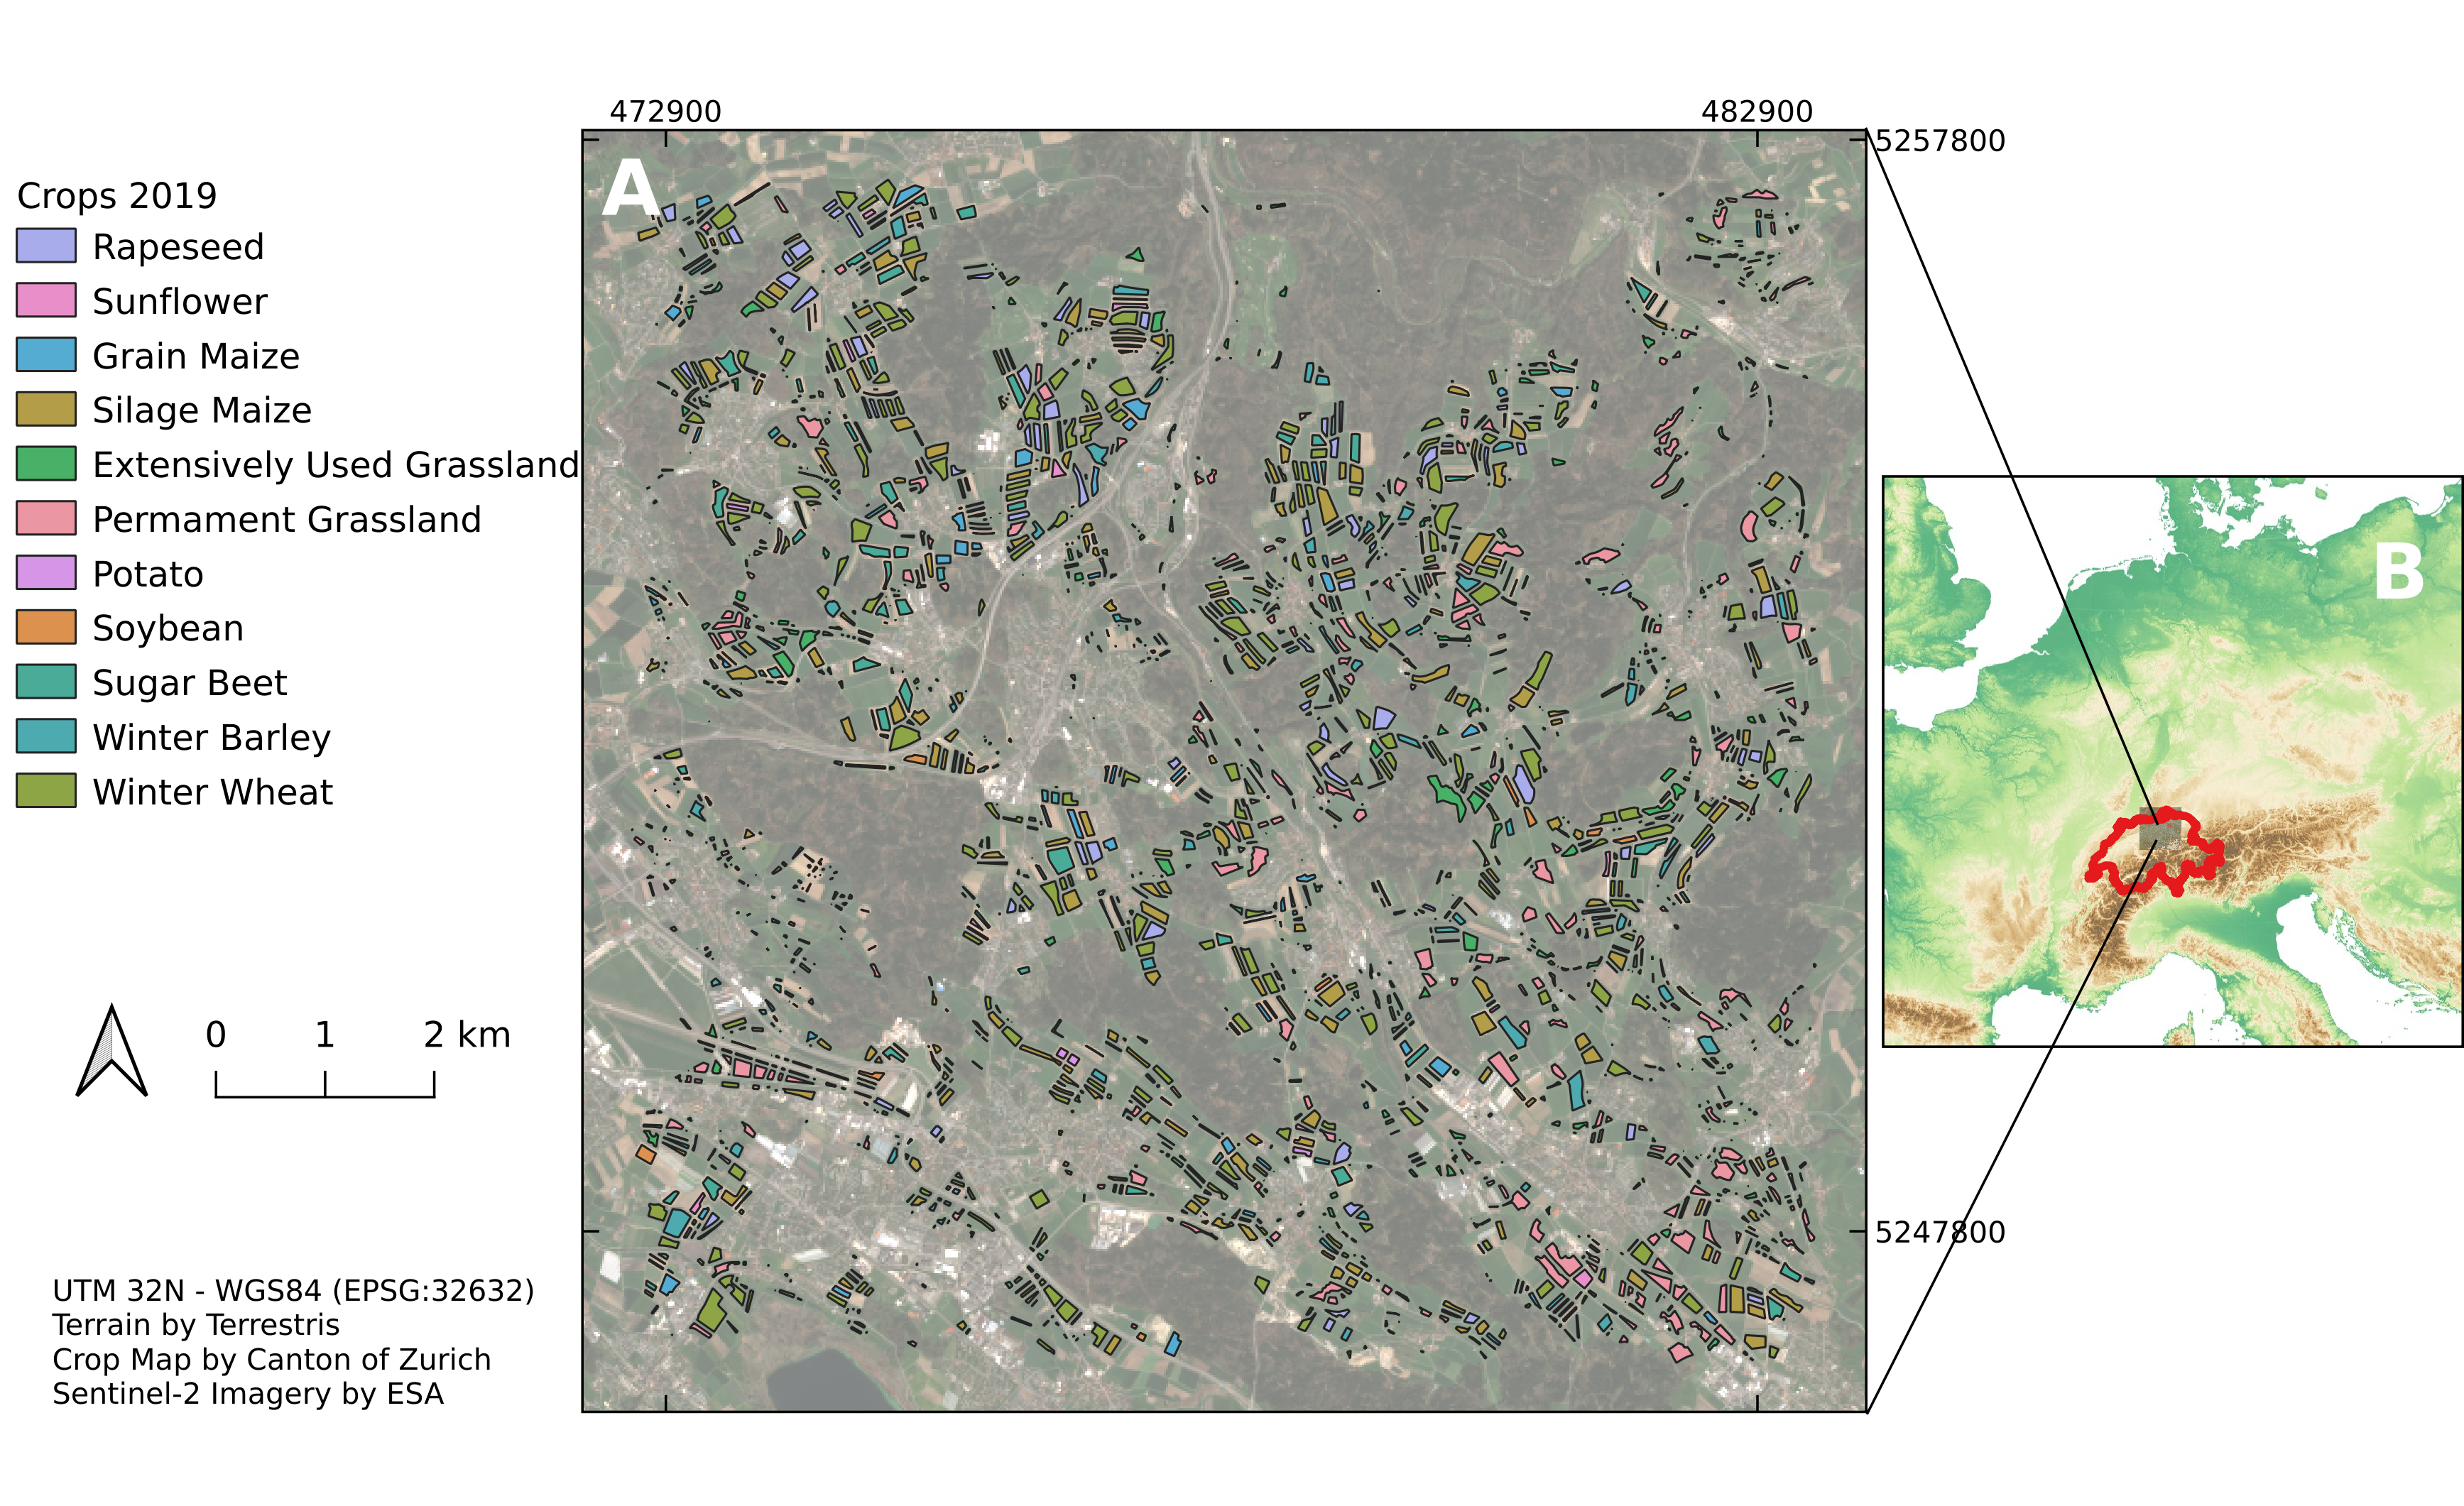 472900 482900
5257800
A
Crops 2019
Rapeseed
Sunflower
Grain Maize
Silage Maize
Extensively Used Grassland
Permament Grassland
Potato
Soybean
Sugar Beet
Winter Barley
Winter Wheat
B
0 1 2 km
5247800
UTM 32N - WGS84 (EPSG:32632)
Terrain by Terrestris
Crop Map by Canton of Zurich
Sentinel-2 Imagery by ESA